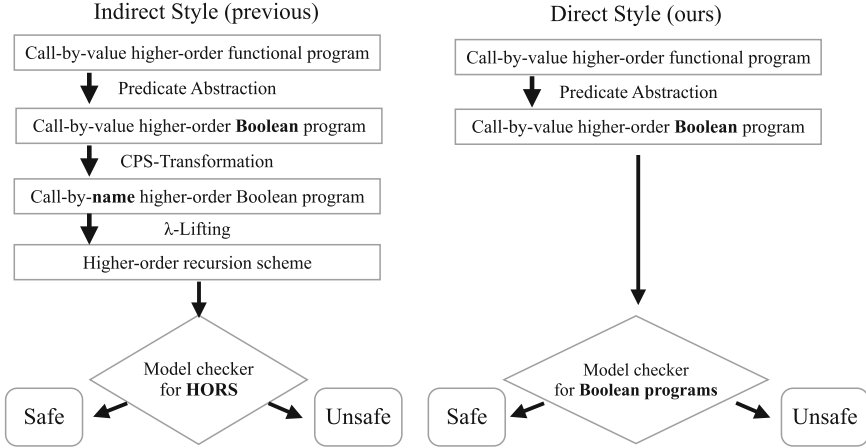 Indirect Style (previous)
Call-by-value higher-order functional program
Predicate Abstraction
Call-by-value higher-order Boolean program
CPS-Transformation
Call-by-name higher-order Boolean program
λ-Lifting
Higher-order recursion scheme
Model checker
for HORS
Safe
Unsafe
Direct Style (ours)
Call-by-value higher-order functional program
Predicate Abstraction
Call-by-value higher-order Boolean program
Model checker
for Boolean programs
Safe
Unsafe